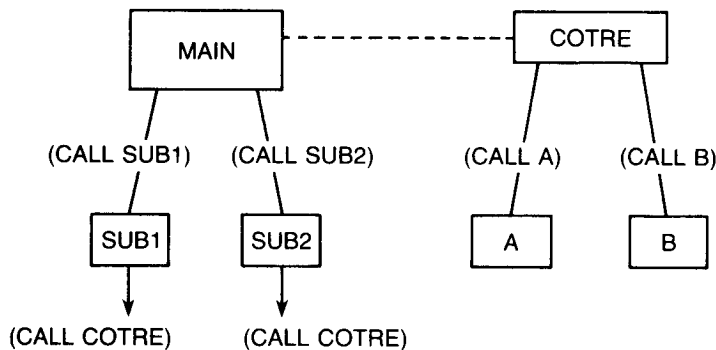 MAIN
COTRE
(CALL SUB1)
(CALL SUB2)
(CALL A)
(CALL B)
SUB1
SUB2
A
B
(CALL COTRE)
(CALL COTRE)